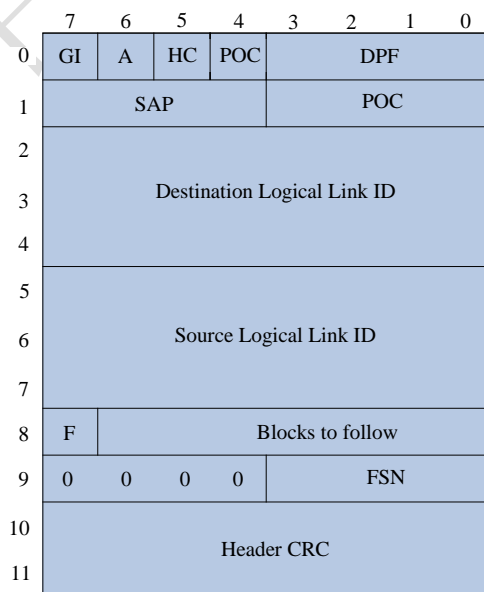 7 6 5 4 3 2 1 0
0 GI A HC POC DPF
1 SAP POC
2
3 Destination Logical Link ID
4
5
6 Source Logical Link ID
7
8 F Blocks to follow
9 0 0 0 0 FSN
10
Header CRC
11